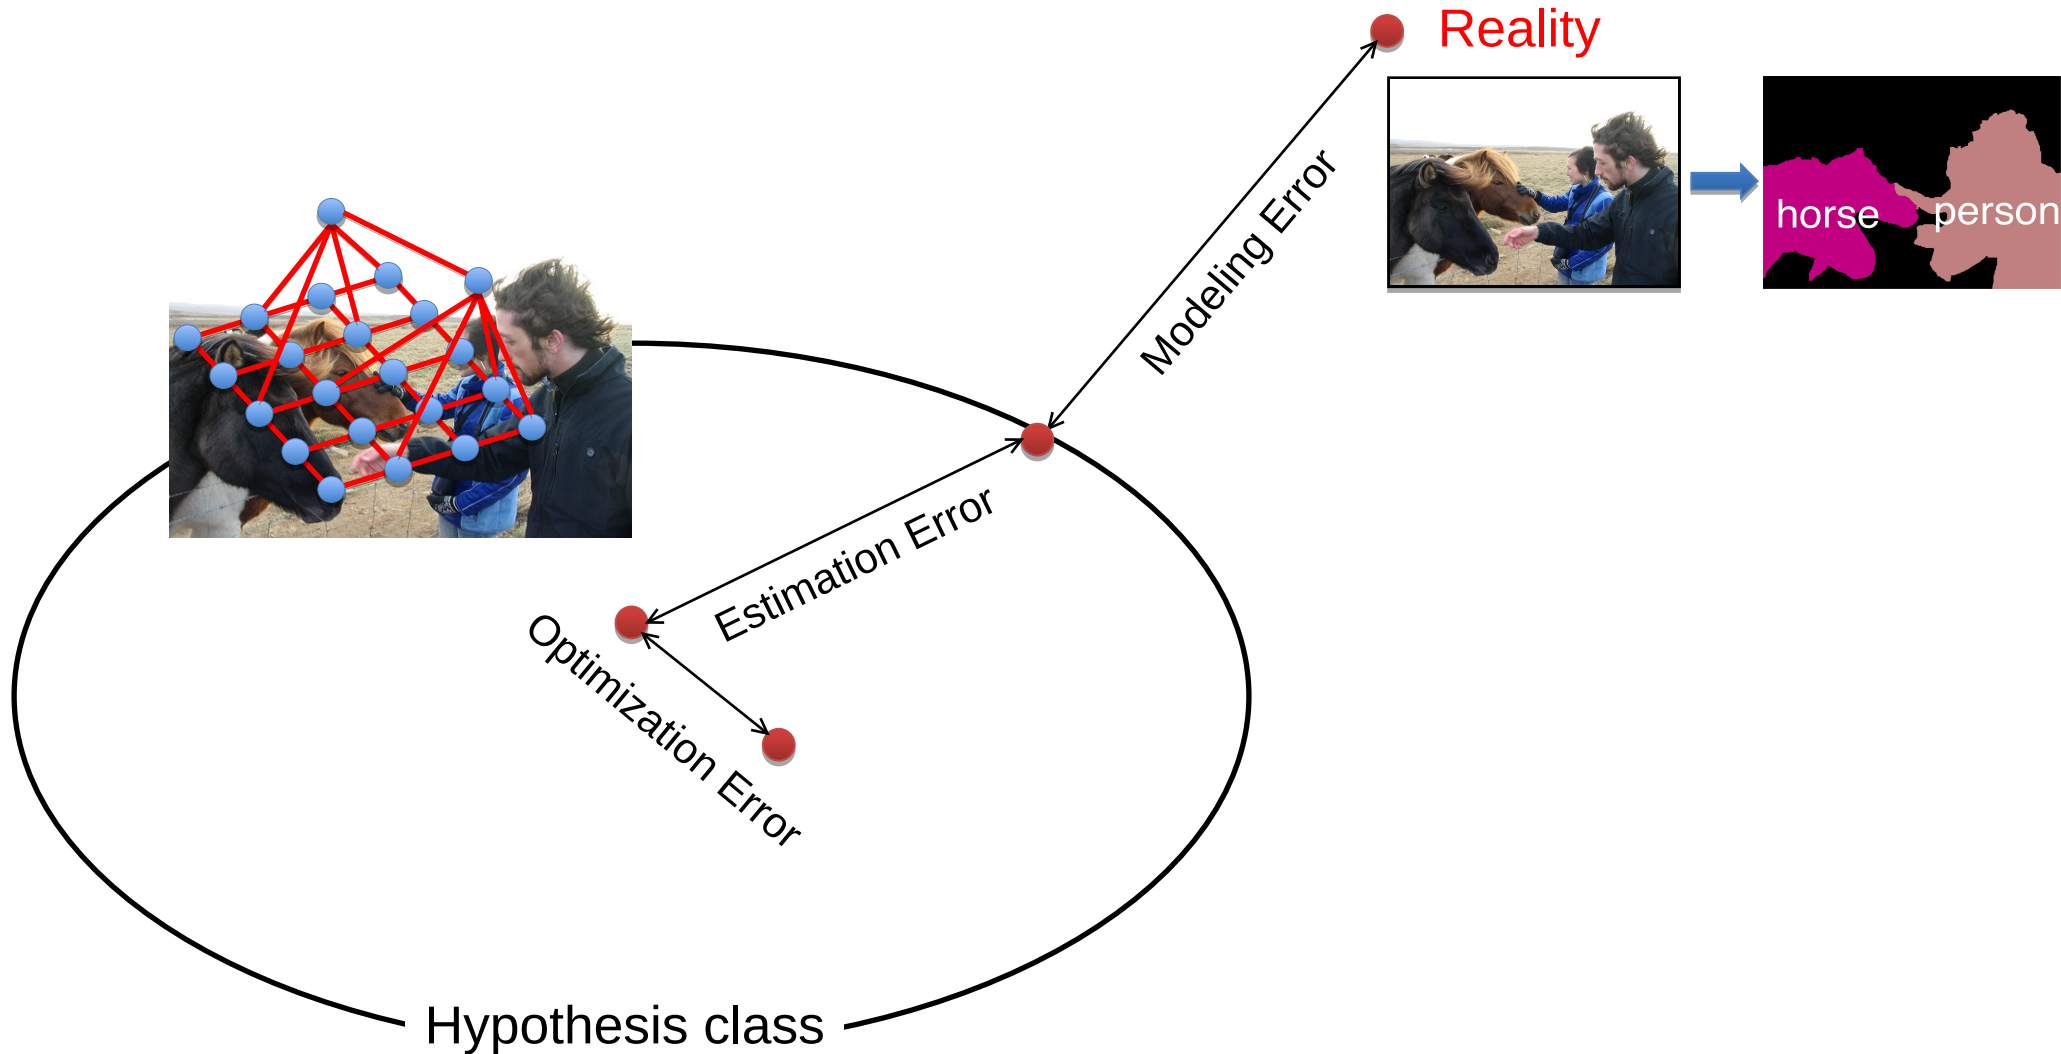 Reality
horse
person
Modeling Error
Estimation Error
Optimization Error
Hypothesis class